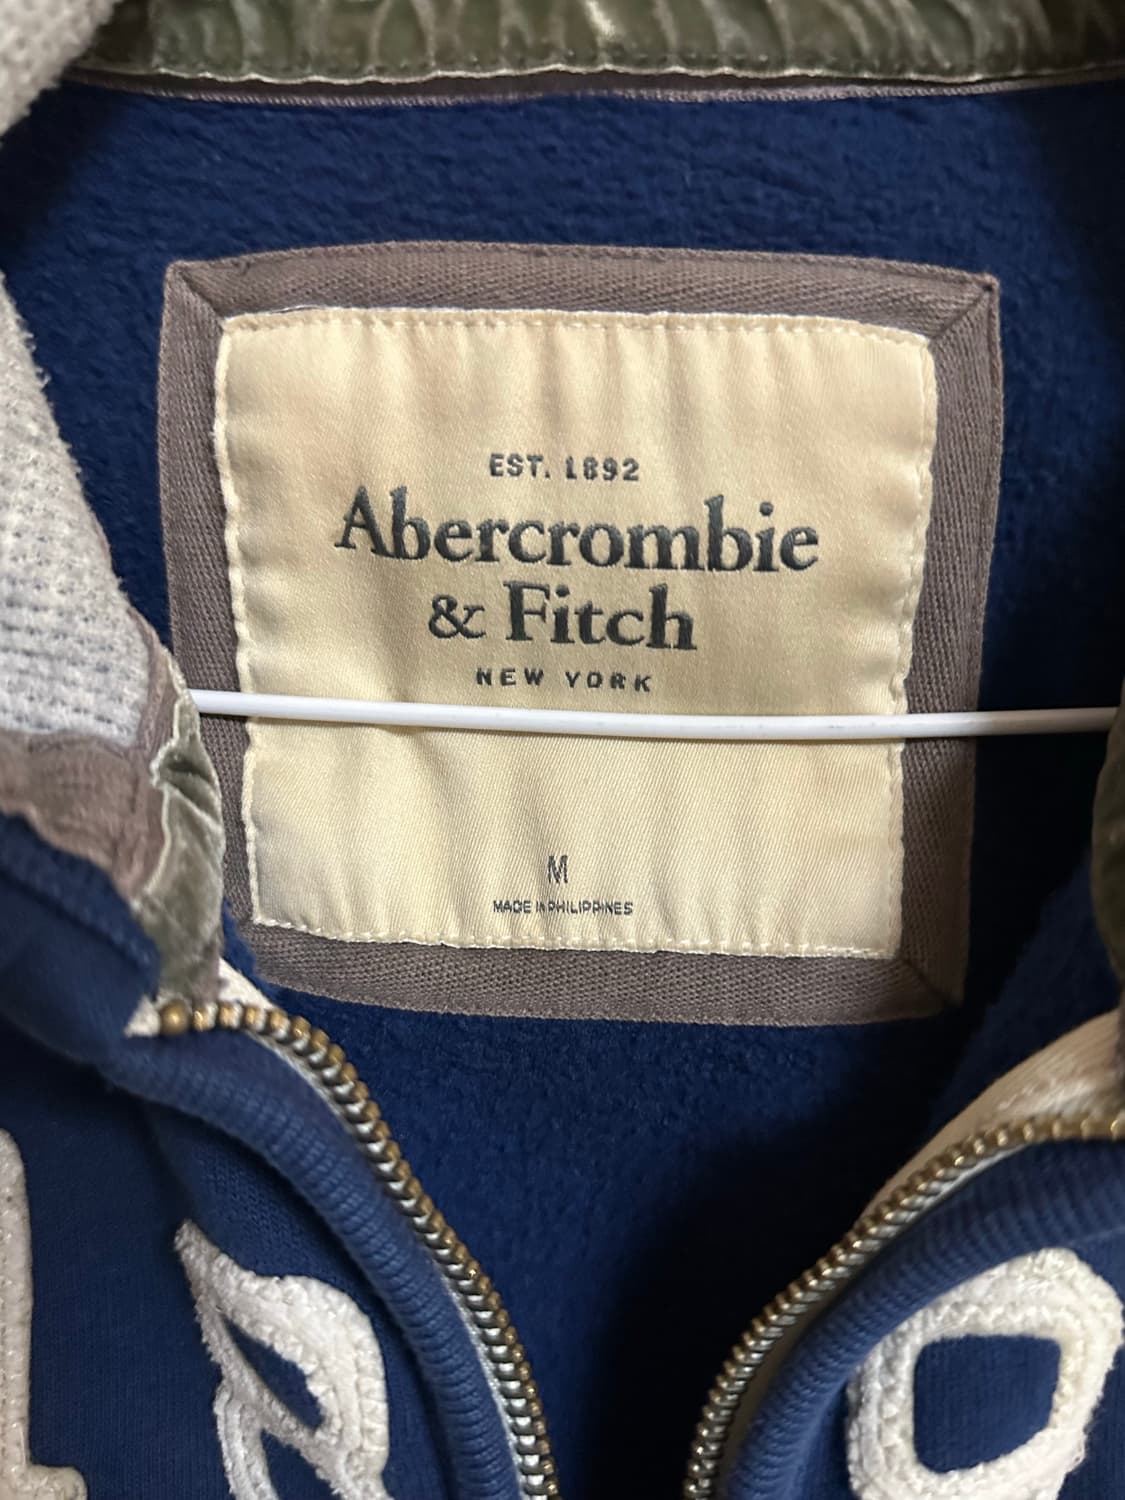 EST. 1892
Abercrombie
& Fitch
NEW YORK
M
MADE IN PHILIPPINES